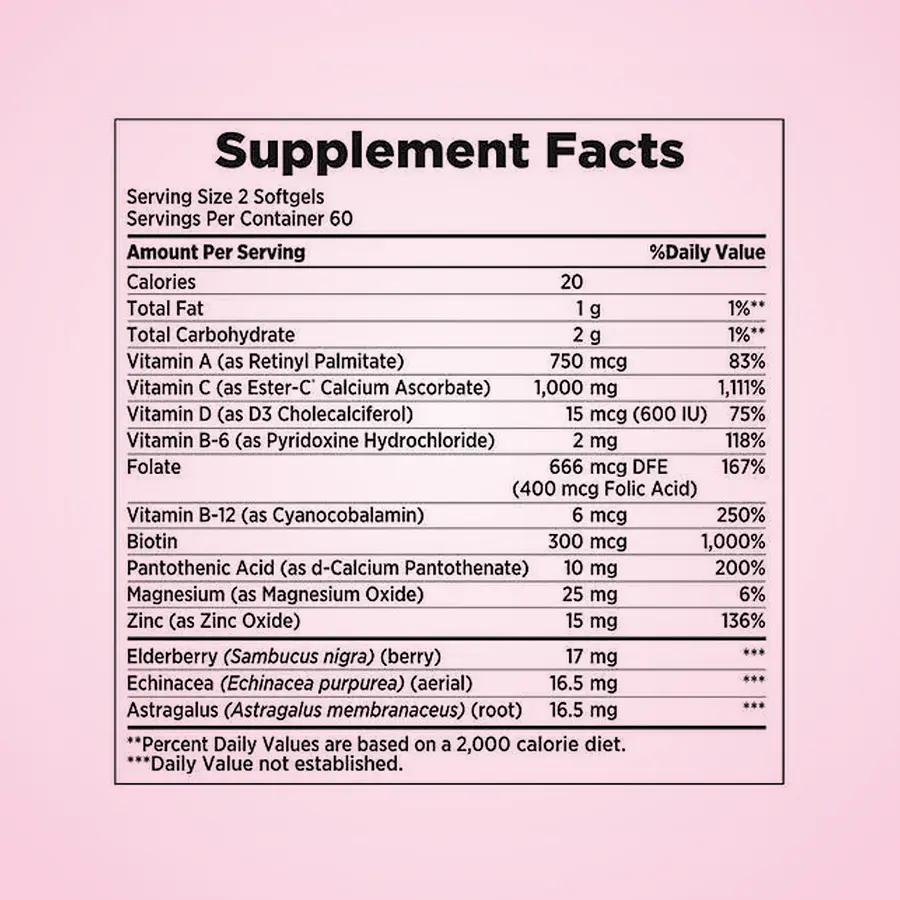 Supplement Facts
Serving Size 2 Softgels
Servings Per Container 60
Amount Per Serving %Daily Value
Calories 20
Total Fat 1 g 1%**
Total Carbohydrate 2 g 1%**
Vitamin A (as Retinyl Palmitate) 750 mcg 83%
Vitamin C (as Ester-C® Calcium Ascorbate) 1,000 mg 1,111%
Vitamin D (as D3 Cholecalciferol) 15 mcg (600 IU) 75%
Vitamin B-6 (as Pyridoxine Hydrochloride) 2 mg 118%
Folate 666 mcg DFE 167%
(400 mcg Folic Acid)
Vitamin B-12 (as Cyanocobalamin) 6 mcg 250%
Biotin 300 mcg 1,000%
Pantothenic Acid (as d-Calcium Pantothenate) 10 mg 200%
Magnesium (as Magnesium Oxide) 25 mg 6%
Zinc (as Zinc Oxide) 15 mg 136%
Elderberry (Sambucus nigra) (berry) 17 mg ***
Echinacea (Echinacea purpurea) (aerial) 16.5 mg ***
Astragalus (Astragalus membranaceus) (root) 16.5 mg ***
**Percent Daily Values are based on a 2,000 calorie diet.
***Daily Value not established.